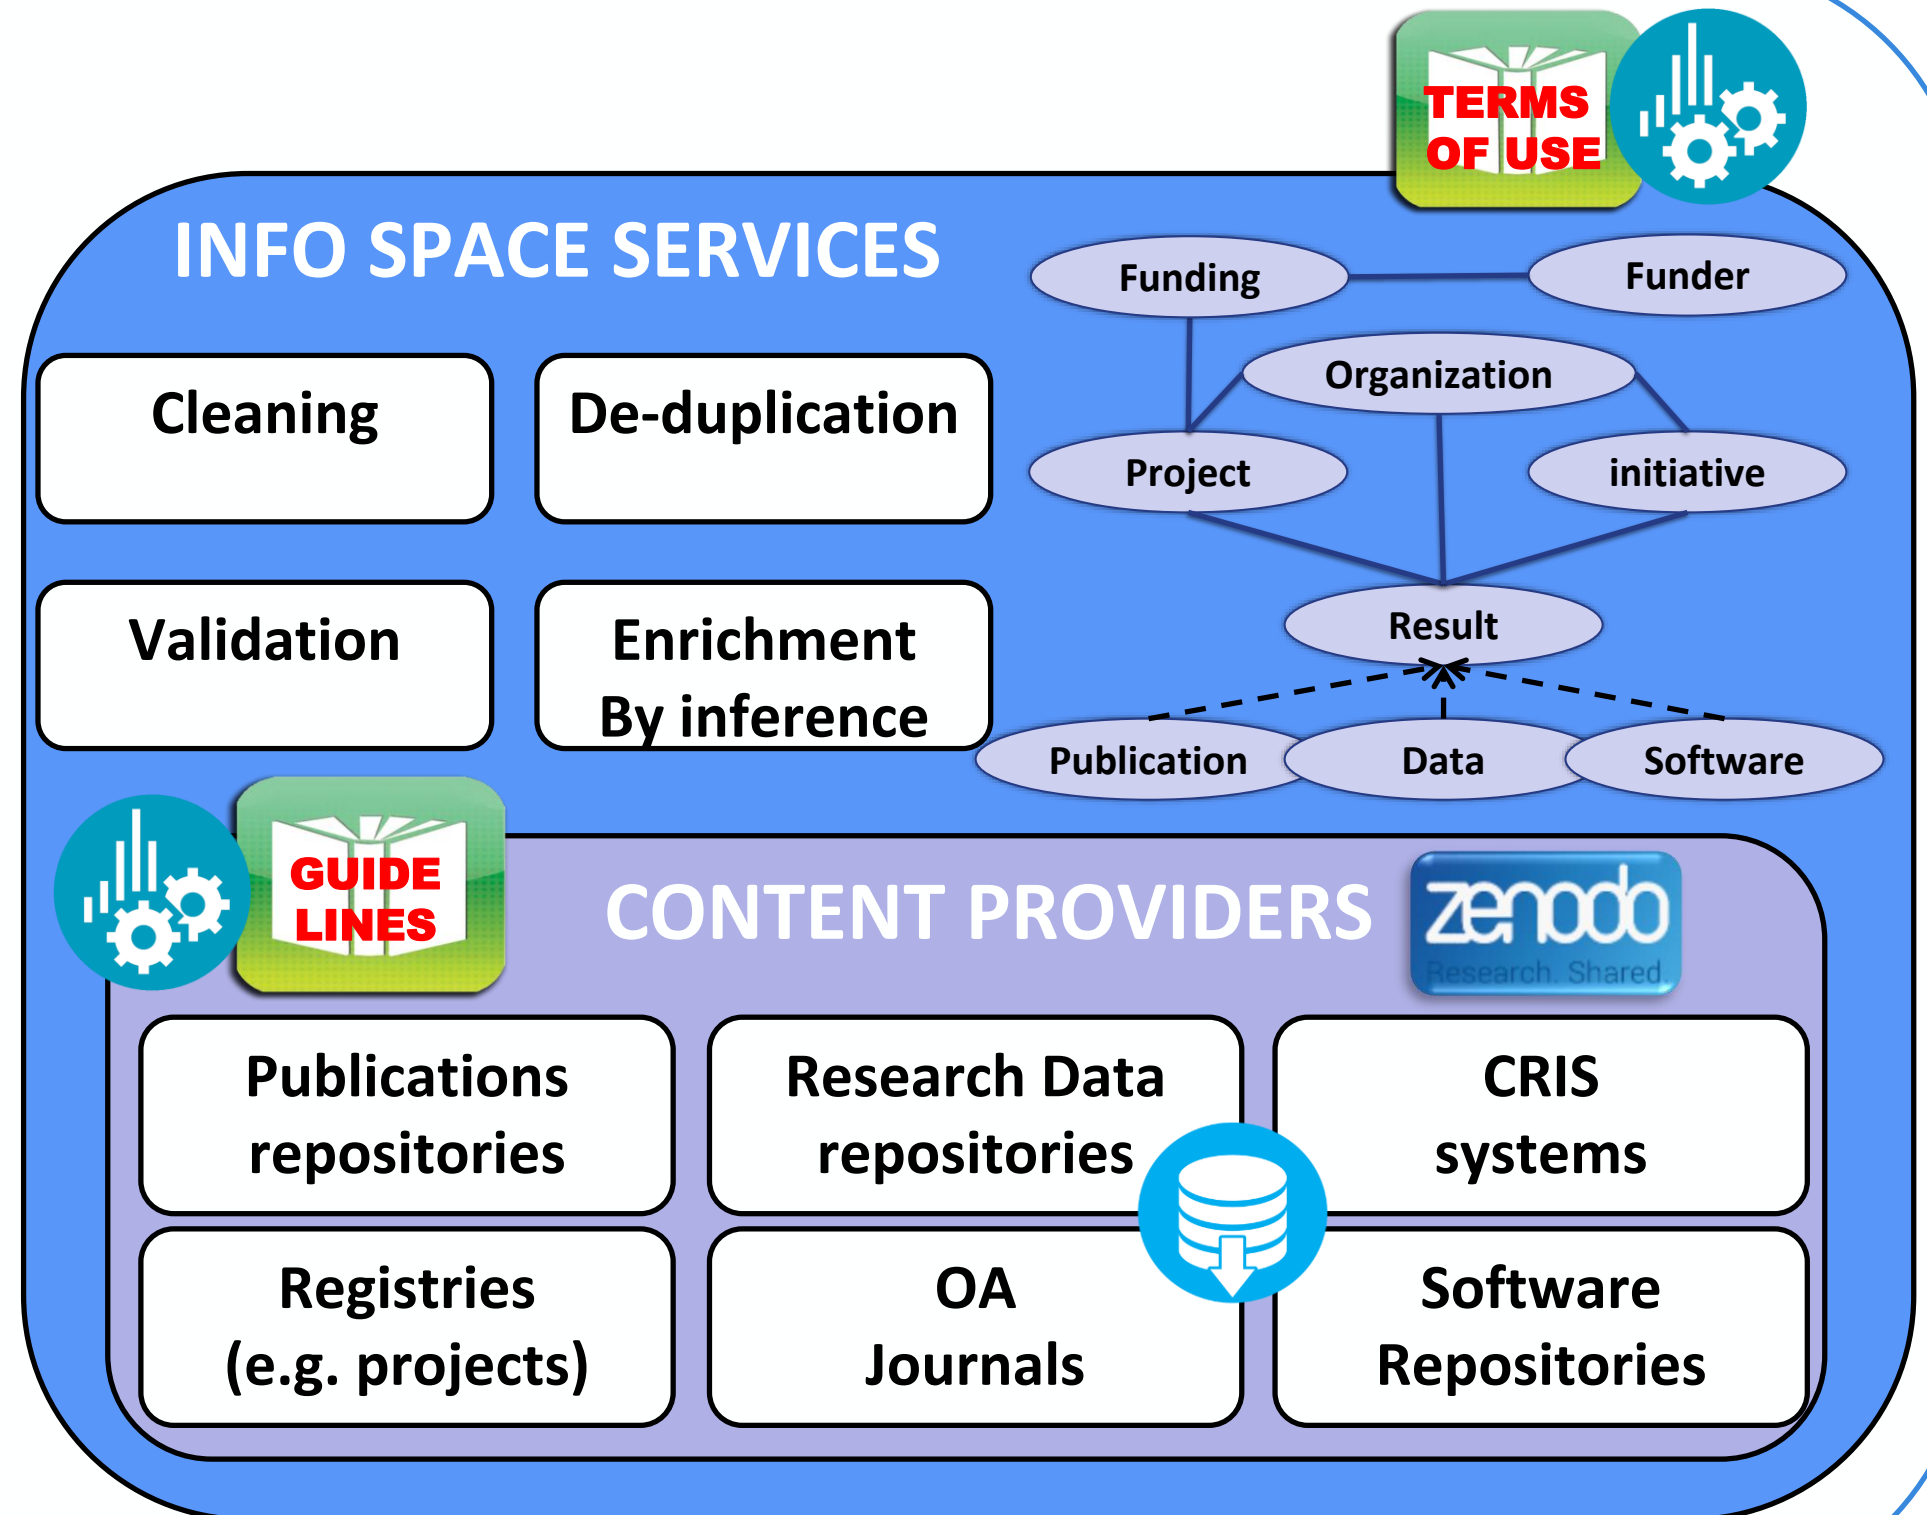 TERMS
OF USE
INFO SPACE SERVICES
Funding
Funder
Organization
Cleaning
De-duplication
Project
initiative
Validation
Enrichment
By inference
Result
Publication
Data
Software
GUIDE
LINES
CONTENT PROVIDERS
zenodo
Research. Shared.
Publications
repositories
Research Data
repositories
CRIS
systems
Registries
(e.g. projects)
OA
Journals
Software
Repositories